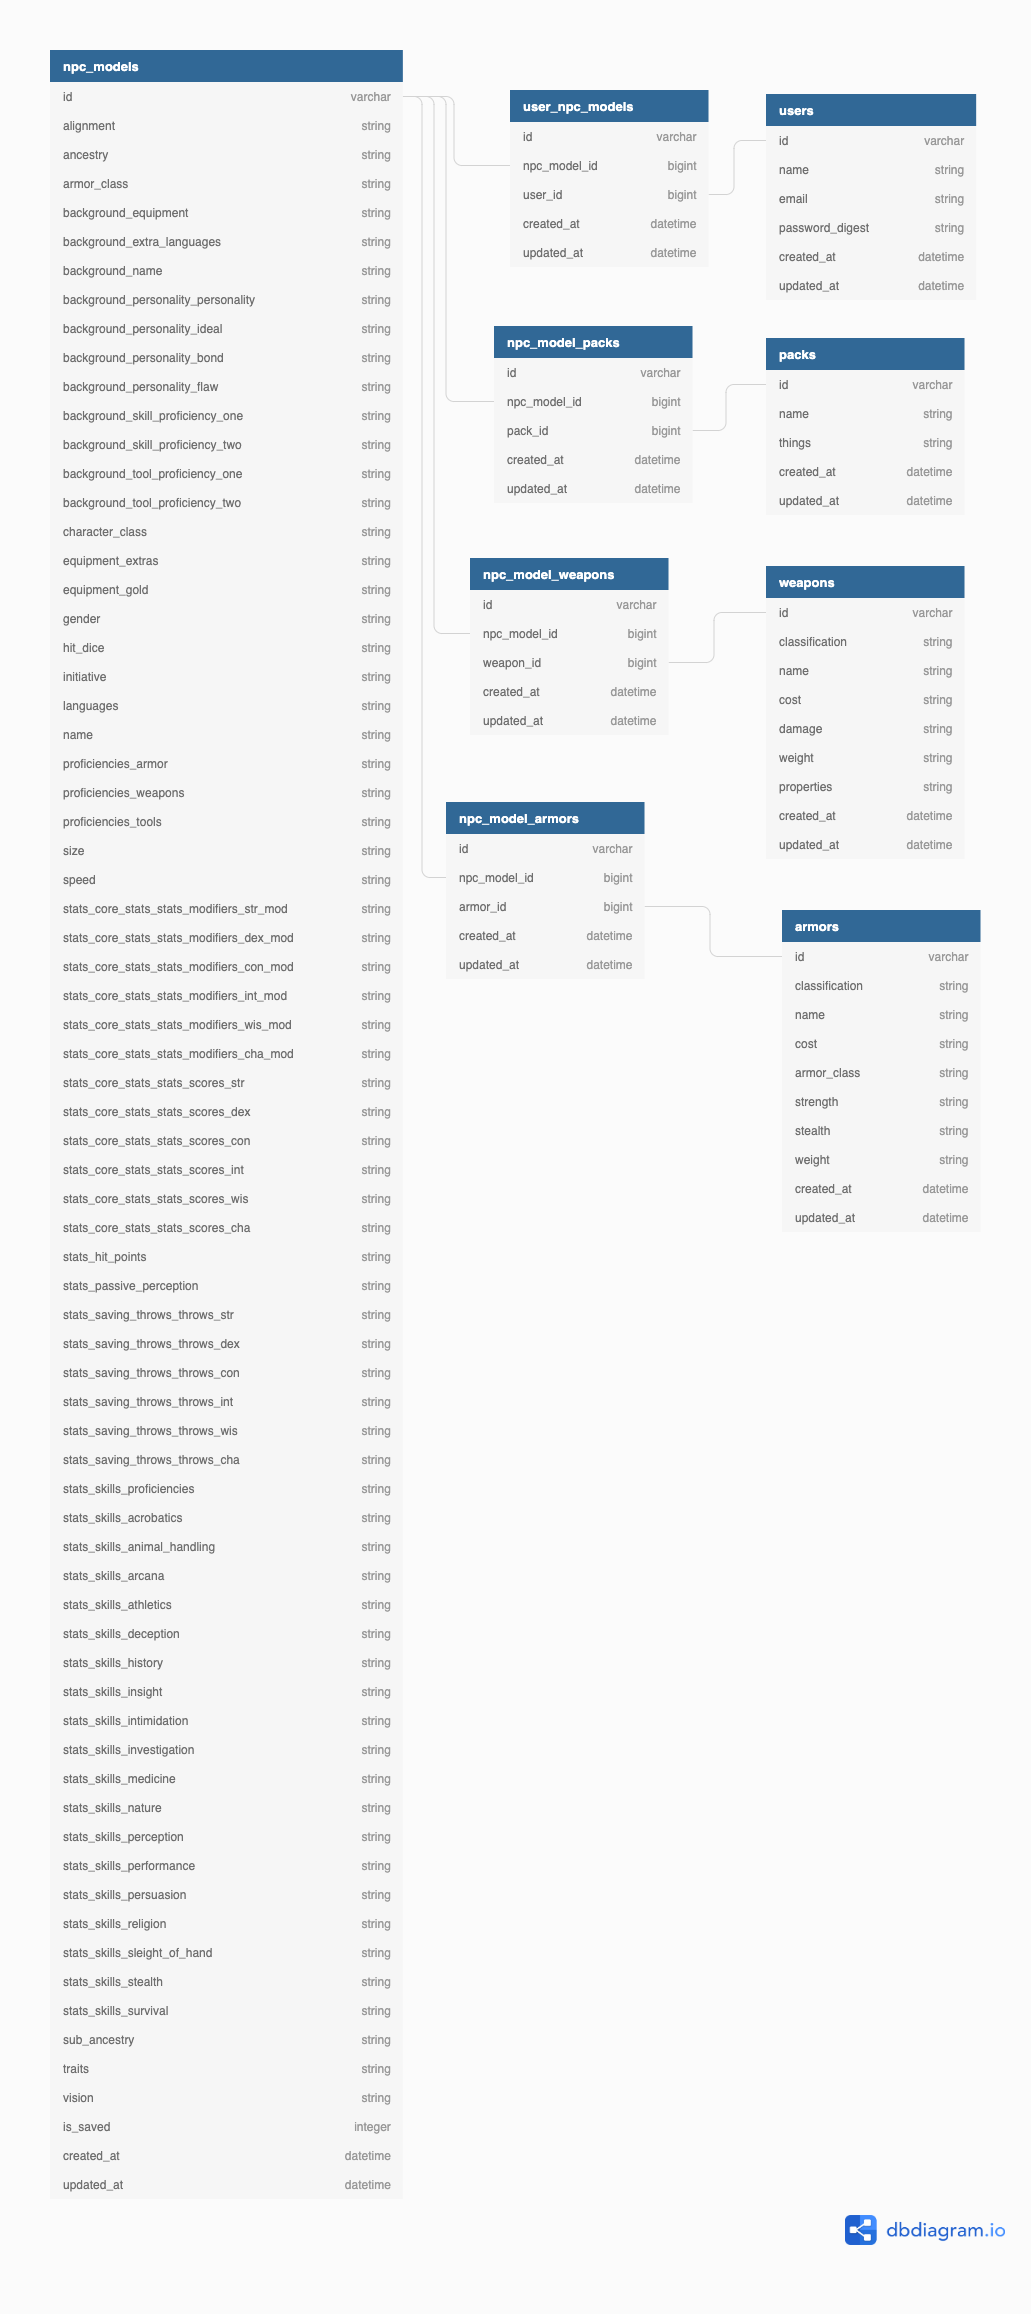 npc_models
id varchar
alignment string
ancestry string
armor_class string
background_equipment string
background_extra_languages string
background_name string
background_personality_personality string
background_personality_ideal string
background_personality_bond string
background_personality_flaw string
background_skill_proficiency_one string
background_skill_proficiency_two string
background_tool_proficiency_one string
background_tool_proficiency_two string
character_class string
equipment_extras string
equipment_gold string
gender string
hit_dice string
initiative string
languages string
name string
proficiencies_armor string
proficiencies_weapons string
proficiencies_tools string
size string
speed string
stats_core_stats_stats_modifiers_str_mod string
stats_core_stats_stats_modifiers_dex_mod string
stats_core_stats_stats_modifiers_con_mod string
stats_core_stats_stats_modifiers_int_mod string
stats_core_stats_stats_modifiers_wis_mod string
stats_core_stats_stats_modifiers_cha_mod string
stats_core_stats_stats_scores_str string
stats_core_stats_stats_scores_dex string
stats_core_stats_stats_scores_con string
stats_core_stats_stats_scores_int string
stats_core_stats_stats_scores_wis string
stats_core_stats_stats_scores_cha string
stats_hit_points string
stats_passive_perception string
stats_saving_throws_throws_str string
stats_saving_throws_throws_dex string
stats_saving_throws_throws_con string
stats_saving_throws_throws_int string
stats_saving_throws_throws_wis string
stats_saving_throws_throws_cha string
stats_skills_proficiencies string
stats_skills_acrobatics string
stats_skills_animal_handling string
stats_skills_arcana string
stats_skills_athletics string
stats_skills_deception string
stats_skills_history string
stats_skills_insight string
stats_skills_intimidation string
stats_skills_investigation string
stats_skills_medicine string
stats_skills_nature string
stats_skills_perception string
stats_skills_performance string
stats_skills_persuasion string
stats_skills_religion string
stats_skills_sleight_of_hand string
stats_skills_stealth string
stats_skills_survival string
sub_ancestry string
traits string
vision string
is_saved integer
created_at datetime
updated_at datetime
user_npc_models
id varchar
npc_model_id bigint
user_id bigint
created_at datetime
updated_at datetime
users
id varchar
name string
email string
password_digest string
created_at datetime
updated_at datetime
npc_model_packs
id varchar
npc_model_id bigint
pack_id bigint
created_at datetime
updated_at datetime
packs
id varchar
name string
things string
created_at datetime
updated_at datetime
npc_model_weapons
id varchar
npc_model_id bigint
weapon_id bigint
created_at datetime
updated_at datetime
weapons
id varchar
classification string
name string
cost string
damage string
weight string
properties string
created_at datetime
updated_at datetime
npc_model_armors
id varchar
npc_model_id bigint
armor_id bigint
created_at datetime
updated_at datetime
armors
id varchar
classification string
name string
cost string
armor_class string
strength string
stealth string
weight string
created_at datetime
updated_at datetime
dbdiagram.io